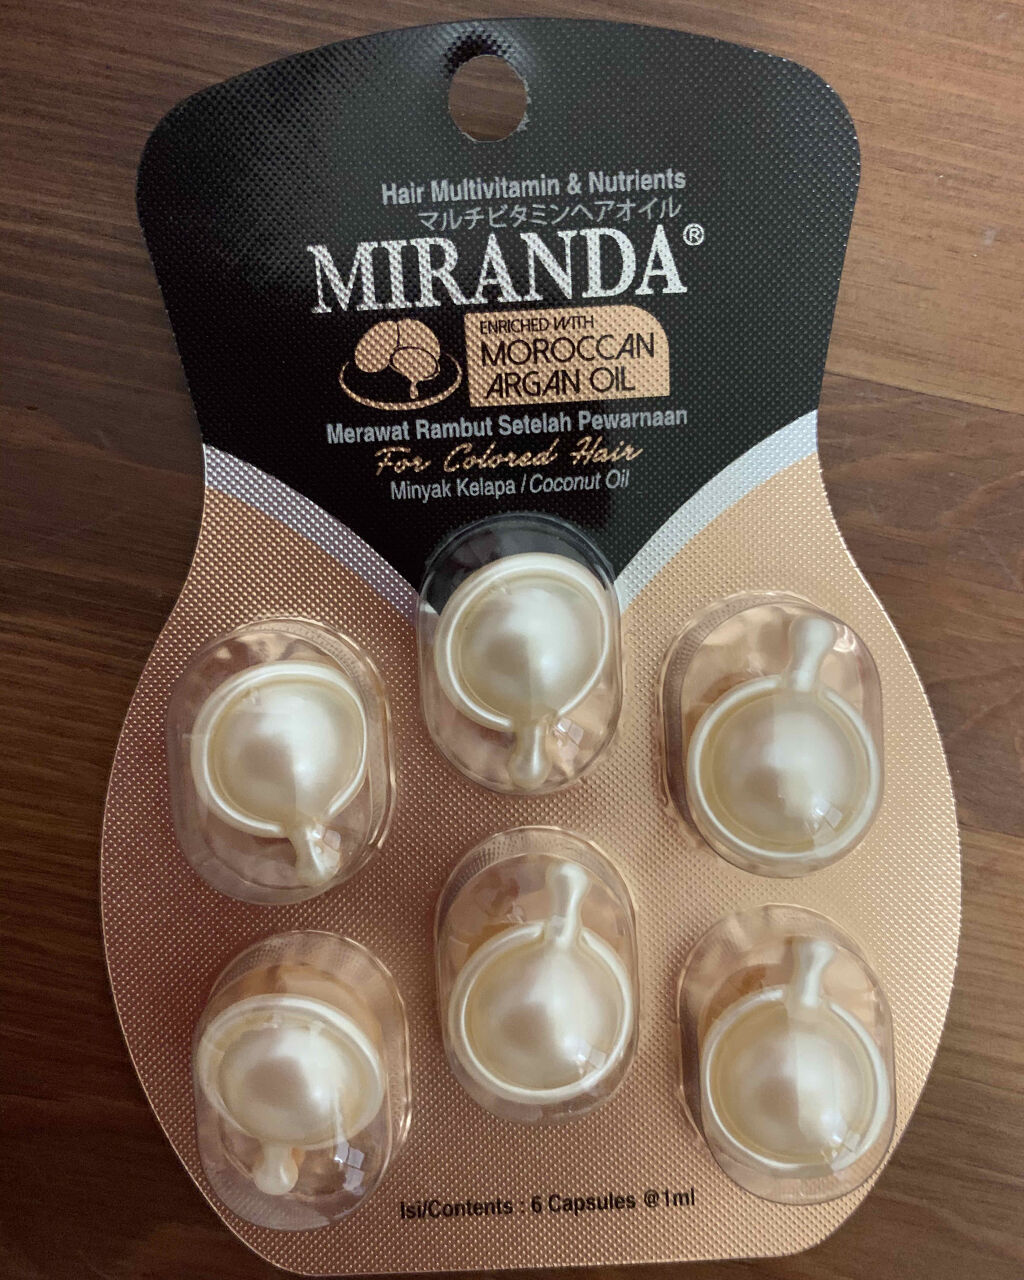 Hair Multivitamin & Nutrients
マルチビタミンヘアオイル
MIRANDA®
ENRICHED WITH
MOROCCAN
ARGAN OIL
Merawat Rambut Setelah Pewarnaan
For Colored Hair
Minyak Kelapa / Coconut Oil
Isi/Contents : 6 Capsules @1ml